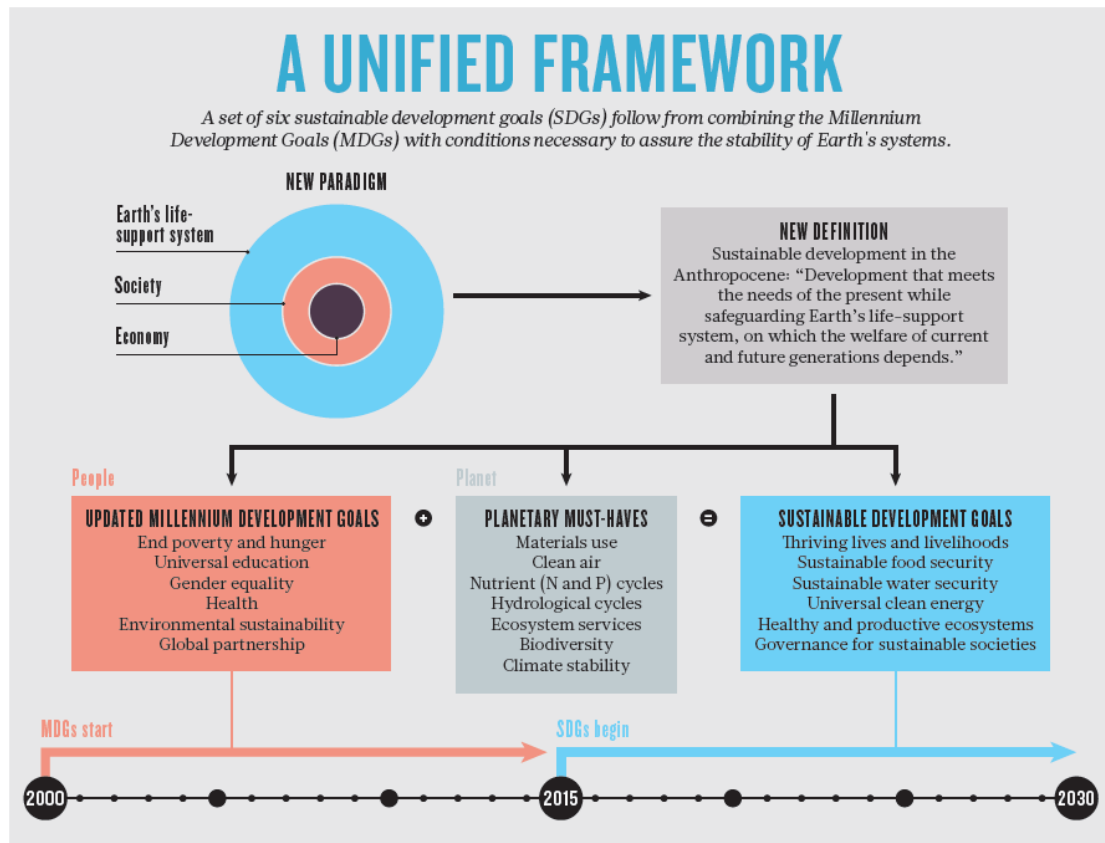 A UNIFIED FRAMEWORK
A set of six sustainable development goals (SDGs) follow from combining the Millennium
Development Goals (MDGs) with conditions necessary to assure the stability of Earth's systems.
NEW PARADIGM
Earth's life-
support system
Society
Economy
NEW DEFINITION
Sustainable development in the
Anthropocene: “Development that meets
the needs of the present while
safeguarding Earth's life-support
system, on which the welfare of current
and future generations depends.”
People
UPDATED MILLENNIUM DEVELOPMENT GOALS
End poverty and hunger
Universal education
Gender equality
Health
Environmental sustainability
Global partnership
+
Planet
PLANETARY MUST-HAVES
Materials use
Clean air
Nutrient (N and P) cycles
Hydrological cycles
Ecosystem services
Biodiversity
Climate stability
=
SUSTAINABLE DEVELOPMENT GOALS
Thriving lives and livelihoods
Sustainable food security
Sustainable water security
Universal clean energy
Healthy and productive ecosystems
Governance for sustainable societies
MDGs start
SDGs begin
2000
2015
2030